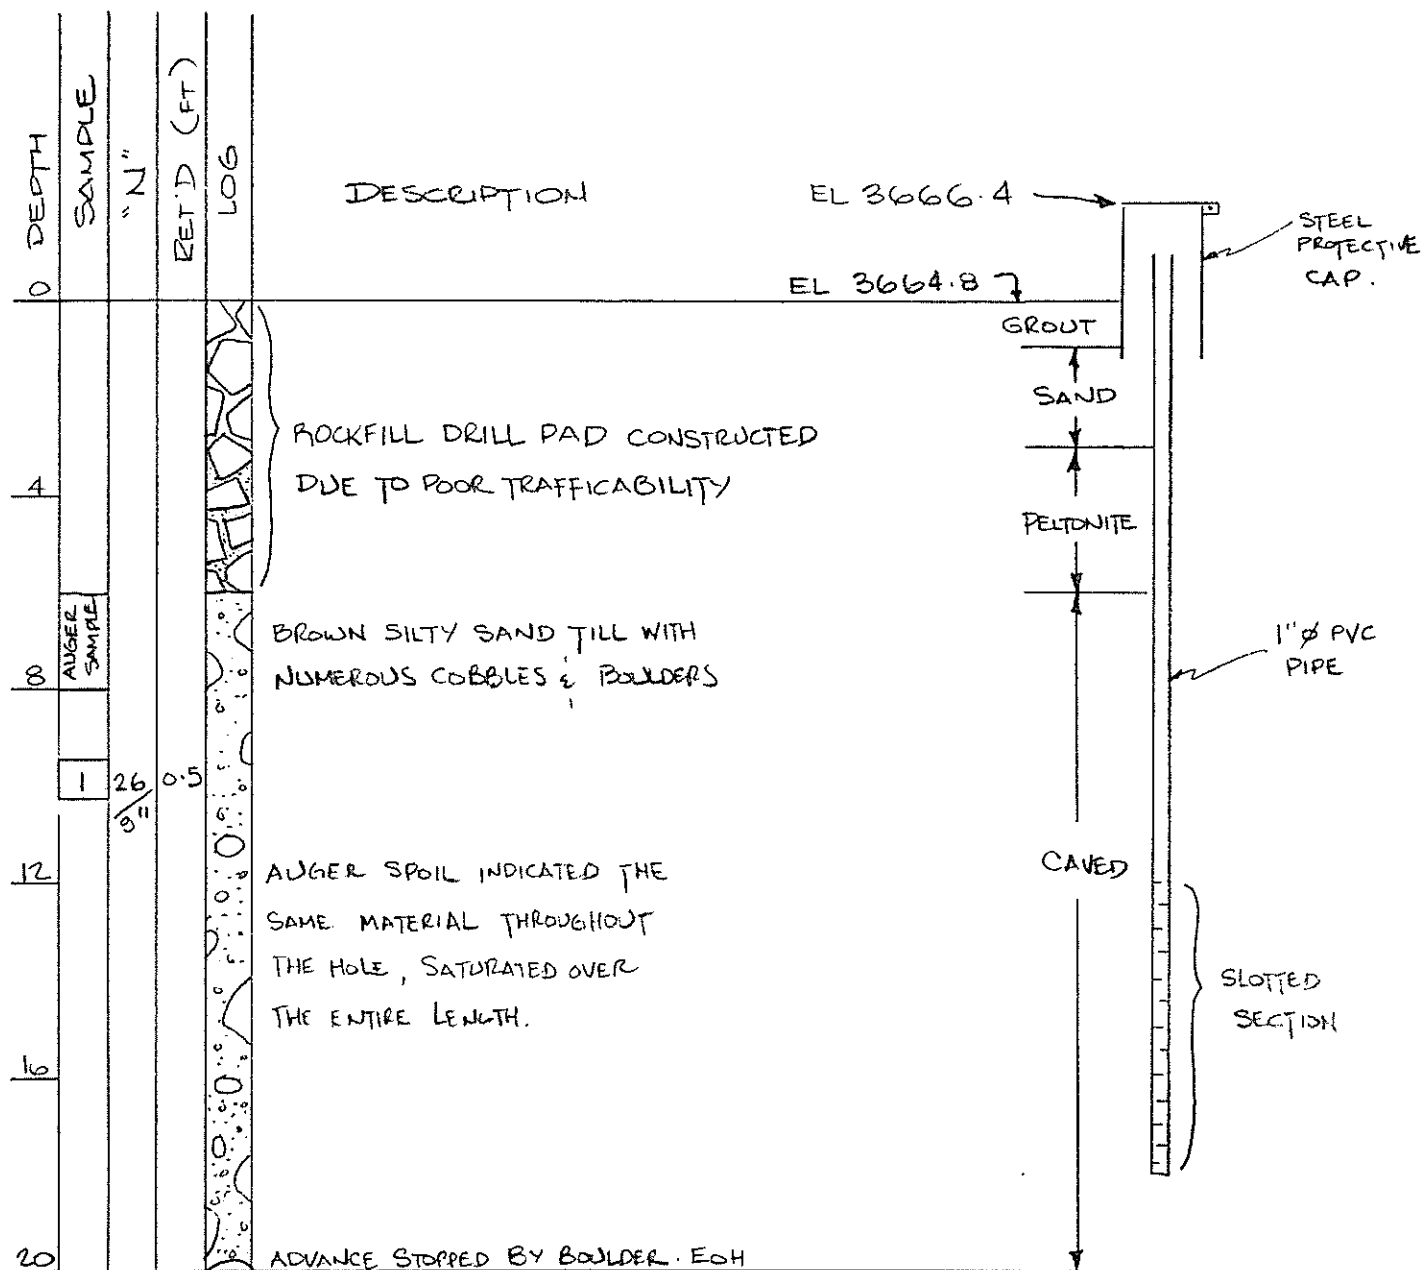 DEPTH
SAMPLE
"N"
RET'D (FT)
LOG
DESCRIPTION
EL 3666.4
STEEL
PROTECTIVE
CAP.
0
EL 3664.8
GROUT
SAND
ROCKFILL DRILL PAD CONSTRUCTED
DUE TO POOR TRAFFICABILITY
4
PELTONITE
AUGER
SAMPLE
BROWN SILTY SAND TILL WITH
NUMEROUS COBBLES & BOULDERS
1" ø PVC
PIPE
8
1
26
/9"
0.5
12
CAVED
AUGER SPOIL INDICATED THE
SAME MATERIAL THROUGHOUT
THE HOLE, SATURATED OVER
THE ENTIRE LENGTH.
SLOTTED
SECTION
16
20
ADVANCE STOPPED BY BOULDER. EOH